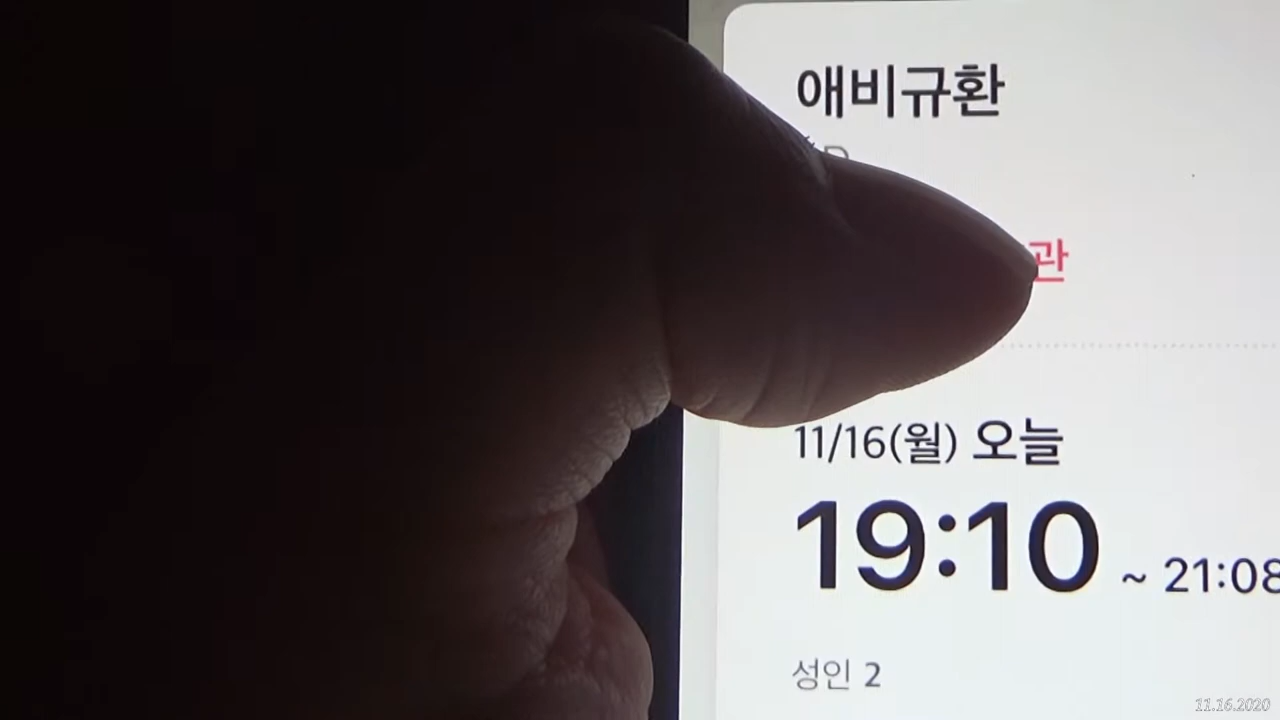 애비규환
관
11/16(월) 오늘
19:10 ~ 21:08
성인 2
11.16.2020